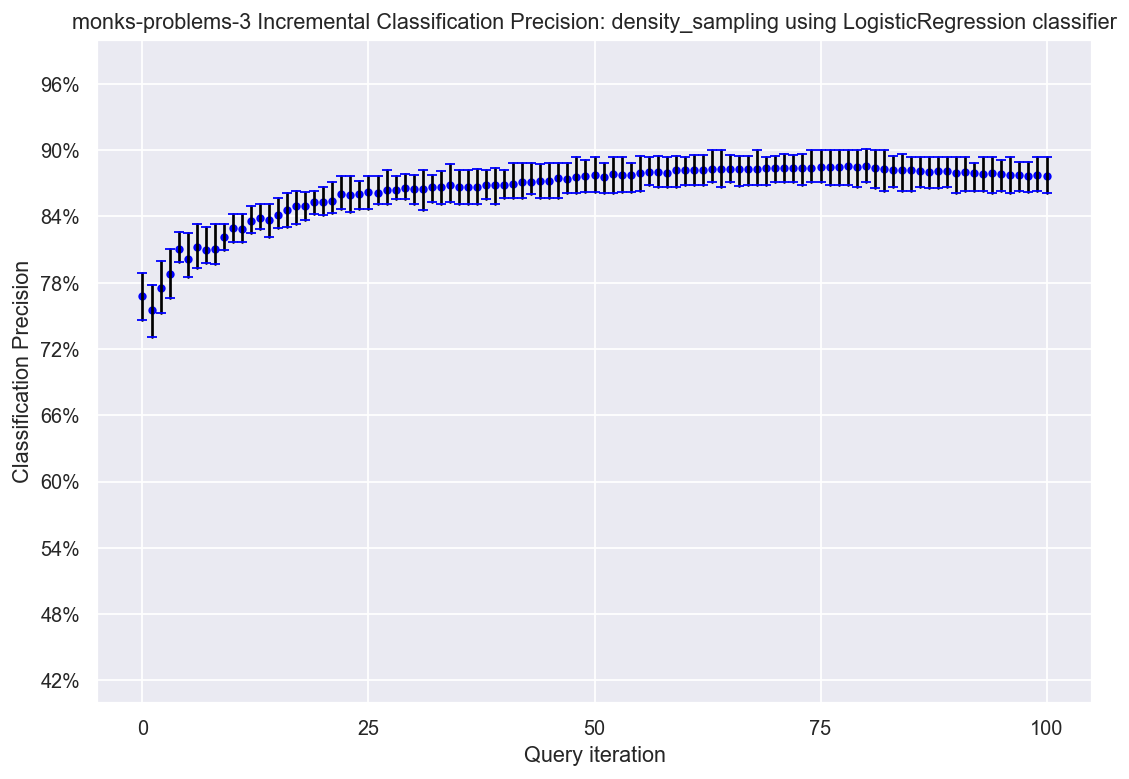 monks-problems-3 Incremental Classification Precision: density_sampling using LogisticRegression classifier
96%
90%
84%
78%
72%
66%
60%
54%
48%
42%
Classification Precision
0 25 50 75 100
Query iteration